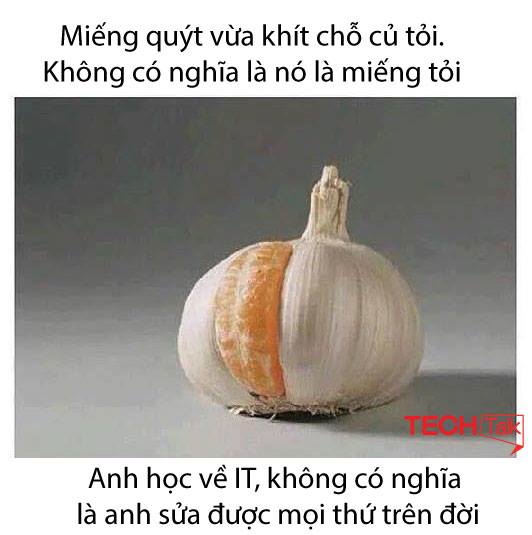 Miếng quýt vừa khít chỗ củ tỏi.
Không có nghĩa là nó là miếng tỏi
TECH Tak
Anh học về IT, không có nghĩa
là anh sửa được mọi thứ trên đời